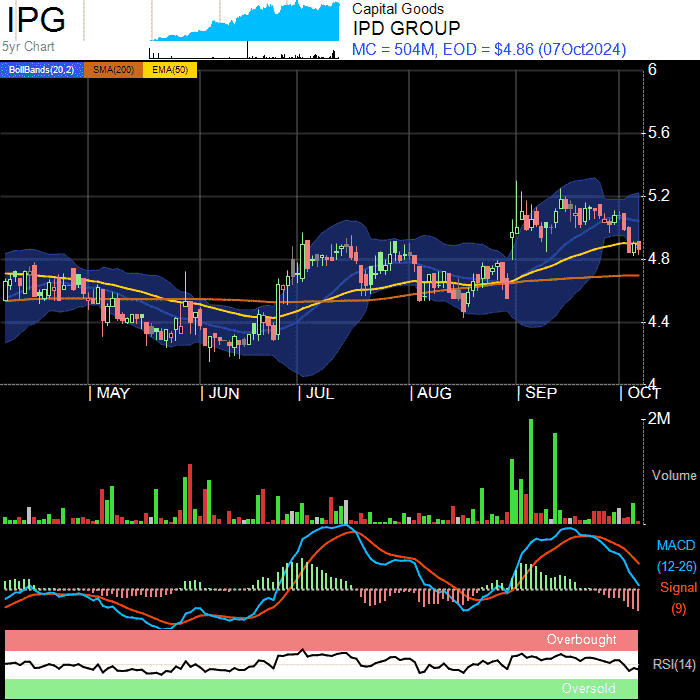 IPG
Capital Goods
IPD GROUP
5yr Chart
MC = 504M, EOD = $4.86 (07Oct2024)
BollBands(20,2) SMA(200) EMA(50)
6
5.6
5.2
4.8
4.4
4
MAY JUN JUL AUG SEP OCT
2M
Volume
MACD
(12-26)
Signal
(9)
Overbought
RSI(14)
Oversold